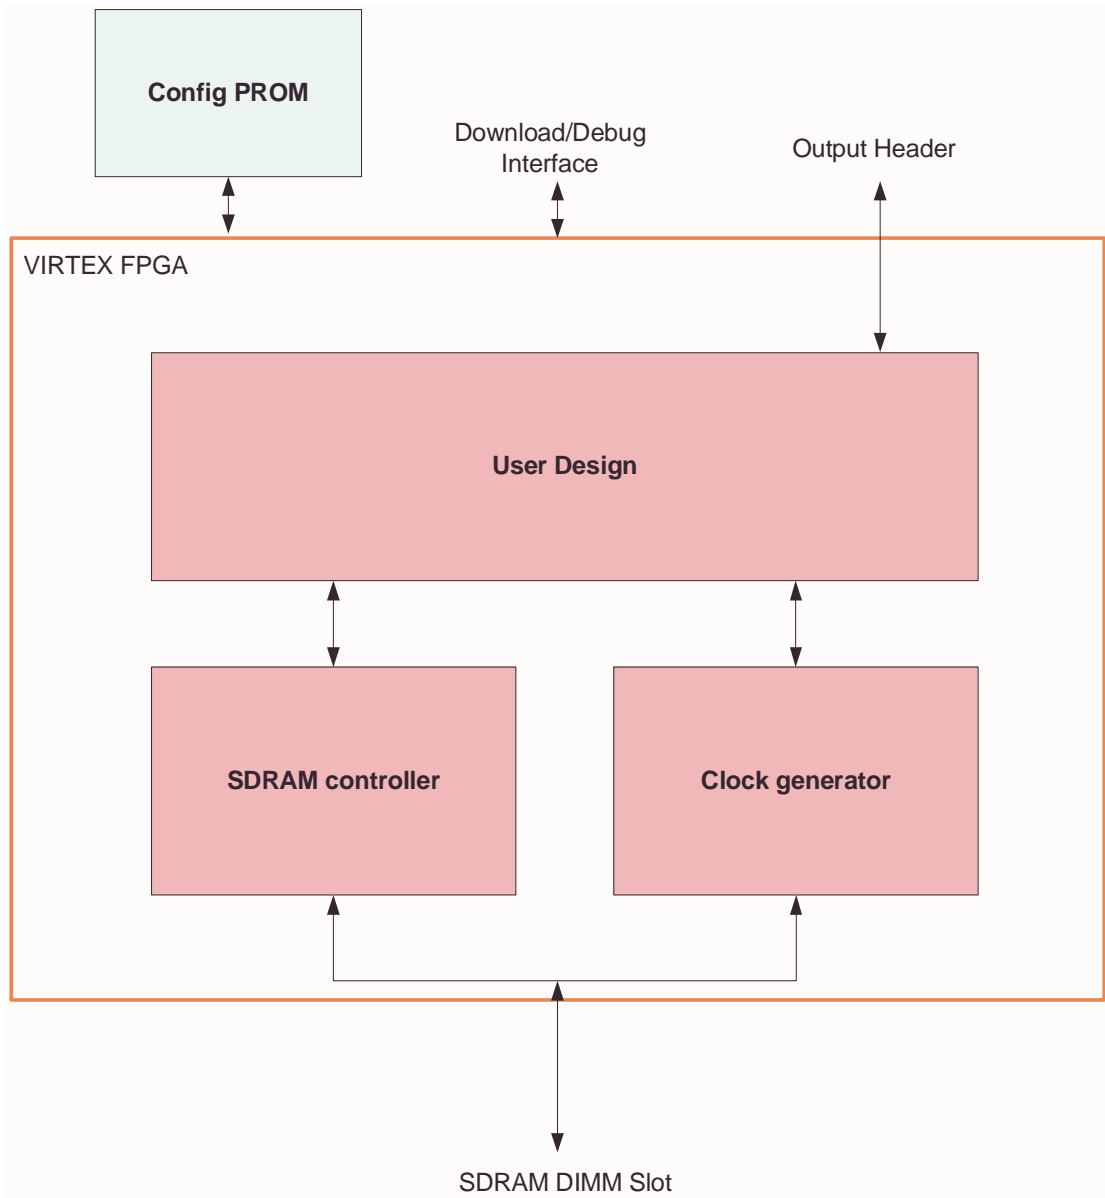 Config PROM
Download/Debug
Interface
Output Header
VIRTEX FPGA
User Design
SDRAM controller
Clock generator
SDRAM DIMM Slot